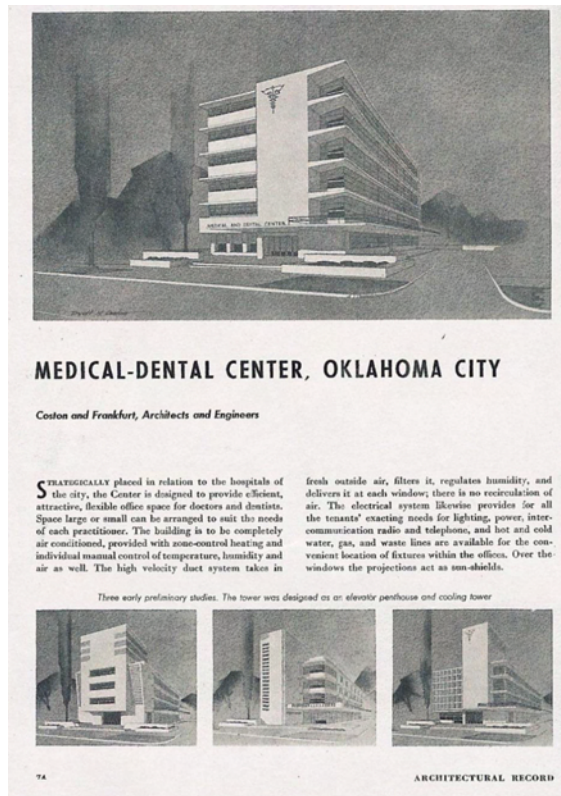 MEDICAL AND DENTAL CENTER
MEDICAL-DENTAL CENTER, OKLAHOMA CITY
Coston and Frankfurt, Architects and Engineers
STRATEGICALLY placed in relation to the hospitals of
the city, the Center is designed to provide efficient,
attractive, flexible office space for doctors and dentists.
Space large or small can be arranged to suit the needs
of each practitioner. The building is to be completely
air conditioned, provided with zone-control heating and
individual manual control of temperature, humidity and
air as well. The high velocity duct system takes in
fresh outside air, filters it, regulates humidity, and
delivers it at each window; there is no recirculation of
air. The electrical system likewise provides for all
the tenants' exacting needs for lighting, power, inter-
communication radio and telephone, and hot and cold
water, gas, and waste lines are available for the con-
venient location of fixtures within the offices. Over the
windows the projections act as sun-shields.
Three early preliminary studies. The tower was designed as an elevator penthouse and cooling tower
ARCHITECTURAL RECORD